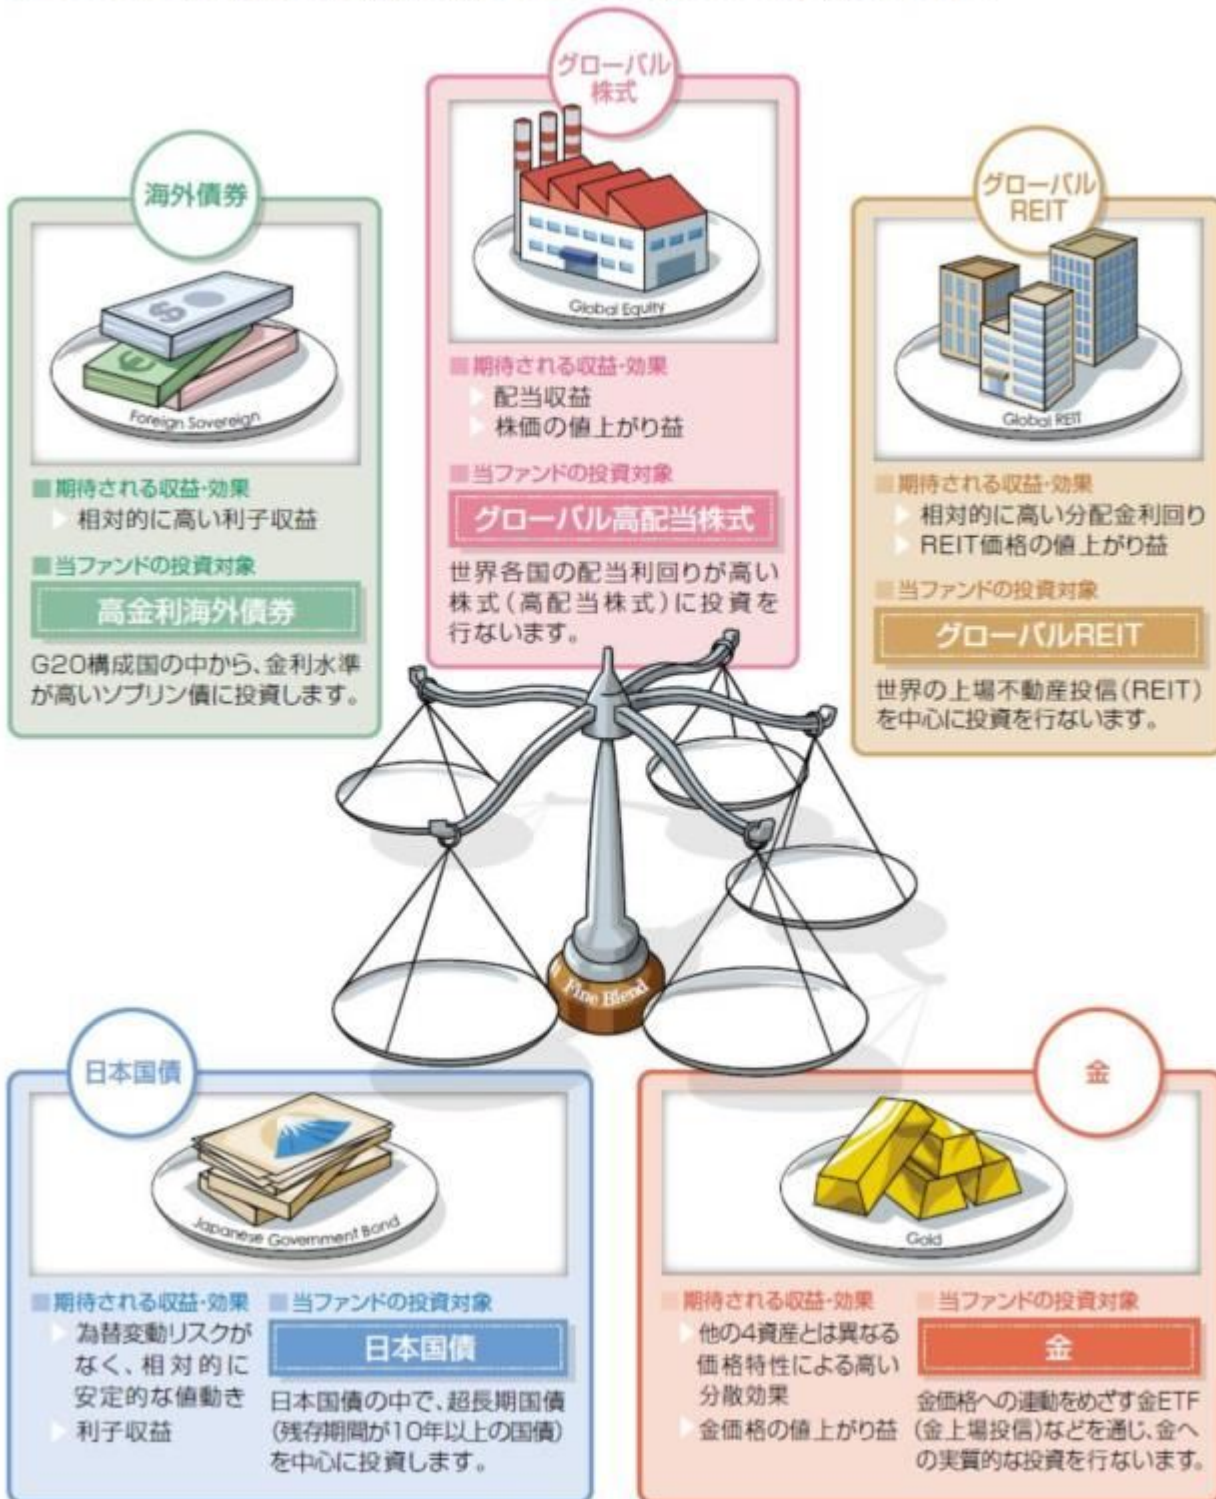 グローバル
株式
Global Equity
■期待される収益・効果
配当収益
株価の値上がり益
■当ファンドの投資対象
グローバル高配当株式
世界各国の配当利回りが高い
株式(高配当株式)に投資を
行ないます。
海外債券
$
€
Foreign Sovereign
■期待される収益・効果
相対的に高い利子収益
■当ファンドの投資対象
高金利海外債券
G20構成国の中から、金利水準
が高いソブリン債に投資します。
グローバル
REIT
Global REIT
■期待される収益・効果
相対的に高い分配金利回り
REIT価格の値上がり益
■当ファンドの投資対象
グローバルREIT
世界の上場不動産投信(REIT)
を中心に投資を行ないます。
Fine Blend
日本国債
Japanese Government Bond
■期待される収益・効果
為替変動リスクが
なく、相対的に
安定的な値動き
利子収益
■当ファンドの投資対象
日本国債
日本国債の中で、超長期国債
(残存期間が10年以上の国債)
を中心に投資します。
金
Gold
■期待される収益・効果
他の4資産とは異なる
価格特性による高い
分散効果
金価格の値上がり益
■当ファンドの投資対象
金
金価格への連動をめざす金ETF
(金上場投信)などを通じ、金へ
の実質的な投資を行ないます。